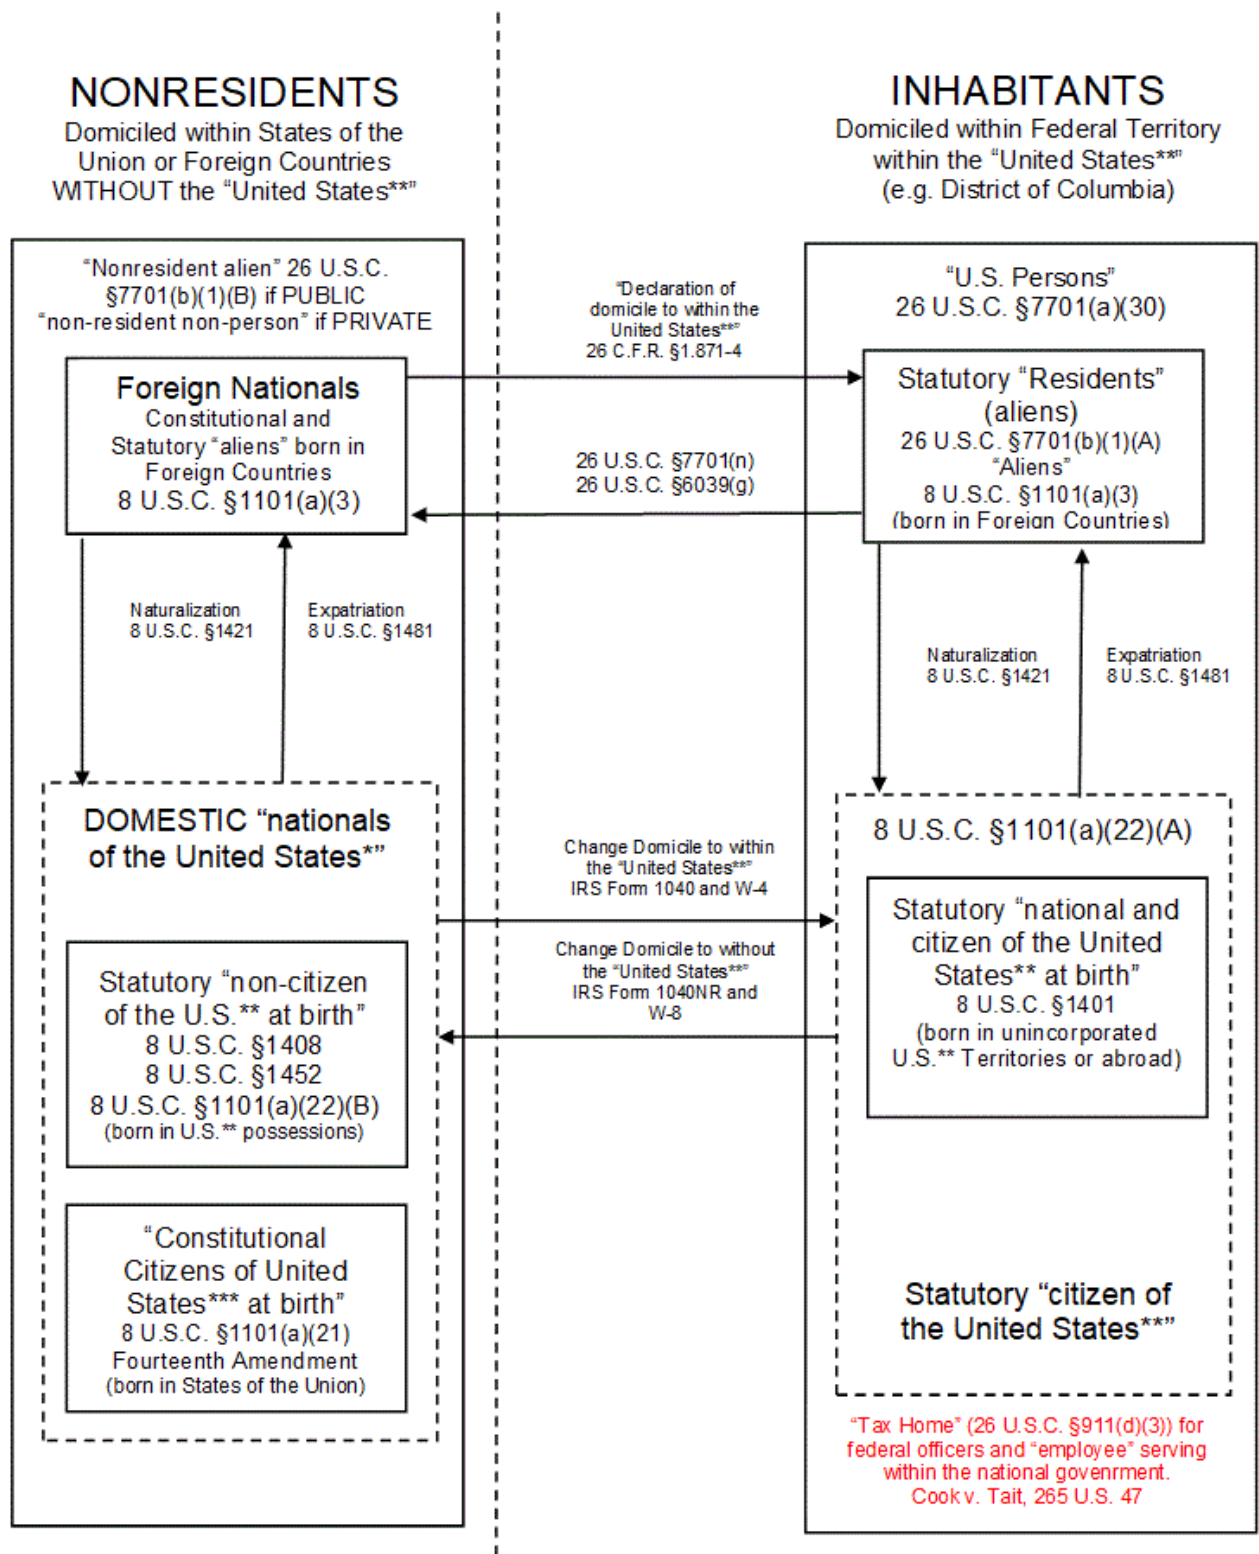 NONRESIDENTS
Domiciled within States of the
Union or Foreign Countries
WITHOUT the “United States**”
INHABITANTS
Domiciled within Federal Territory
within the “United States**”
(e.g. District of Columbia)
“Nonresident alien” 26 U.S.C.
§7701(b)(1)(B) if PUBLIC
“non-resident non-person” if PRIVATE
Foreign Nationals
Constitutional and
Statutory “aliens” born in
Foreign Countries
8 U.S.C. §1101(a)(3)
“Declaration of
domicile to within the
United States**”
26 C.F.R. §1.871-4
26 U.S.C. §7701(n)
26 U.S.C. §6039(g)
“U.S. Persons”
26 U.S.C. §7701(a)(30)
Statutory “Residents”
(aliens)
26 U.S.C. §7701(b)(1)(A)
“Aliens”
8 U.S.C. §1101(a)(3)
(born in Foreign Countries)
Naturalization
8 U.S.C. §1421
Expatriation
8 U.S.C. §1481
Naturalization
8 U.S.C. §1421
Expatriation
8 U.S.C. §1481
DOMESTIC “nationals
of the United States*”
Statutory “non-citizen
of the U.S.** at birth”
8 U.S.C. §1408
8 U.S.C. §1452
8 U.S.C. §1101(a)(22)(B)
(born in U.S.** possessions)
“Constitutional
Citizens of United
States*** at birth”
8 U.S.C. §1101(a)(21)
Fourteenth Amendment
(born in States of the Union)
Change Domicile to within
the “United States**”
IRS Form 1040 and W-4
Change Domicile to without
the “United States**”
IRS Form 1040NR and
W-8
8 U.S.C. §1101(a)(22)(A)
Statutory “national and
citizen of the United
States** at birth”
8 U.S.C. §1401
(born in unincorporated
U.S.** Territories or abroad)
Statutory “citizen of
the United States**”
“Tax Home” (26 U.S.C. §911(d)(3)) for
federal officers and “employee” serving
within the national govenrment.
Cook v. Tait, 265 U.S. 47